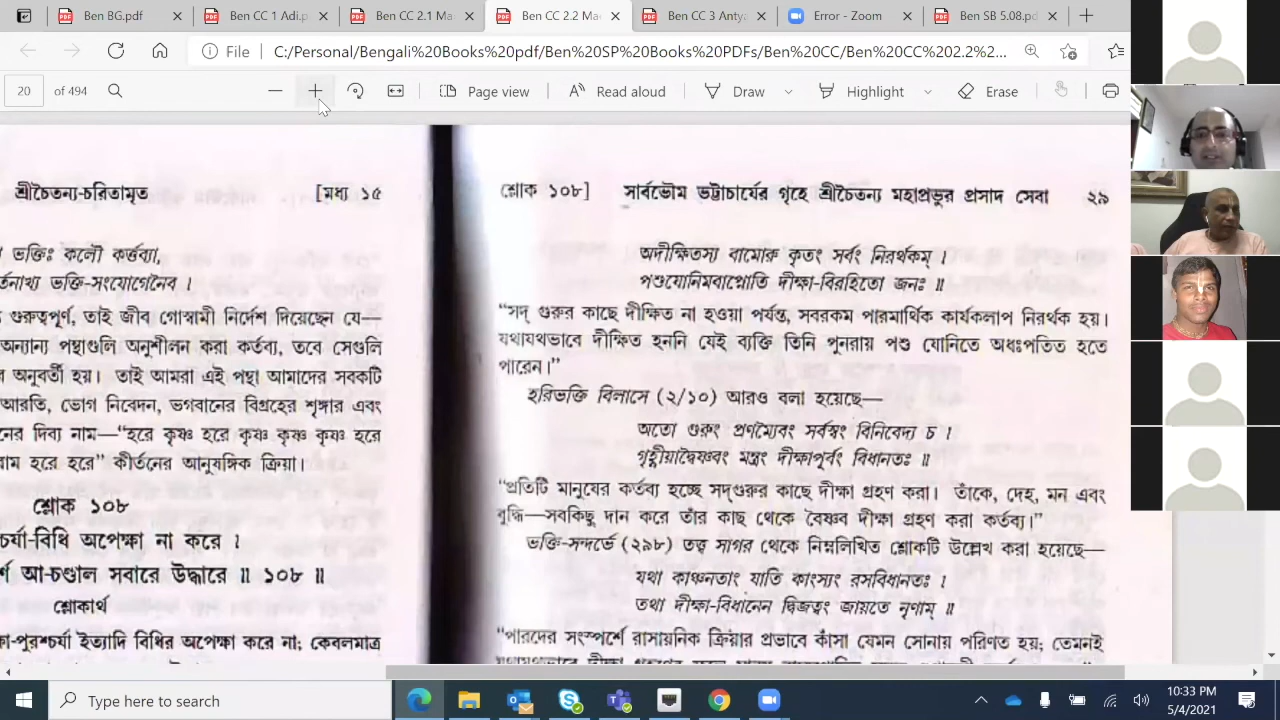 Ben BG.pdf
Ben CC 1 Adi.p
Ben CC 2.1 Ma
Ben CC 2.2 Ma
Ben CC 3 Antya
Error - Zoom
Ben SB 5.08.pd
File
C:/Personal/Bengali%20Books%20pdf/Ben%20SP%20Books%20PDFs/Ben%20CC/Ben%20CC%202.2%2...
20 of 494
Page view
Read aloud
Draw
Highlight
Erase
শ্রীচৈতন্য-চরিতামৃত [মধ্য ১৫
ভক্তিঃ কলৌ কর্ত্তব্যা,
র্তনাখ্য ভক্তি-সংযোগেনৈব ।
গুরুত্বপূর্ণ, তাই জীব গোস্বামী নির্দেশ দিয়েছেন যে—
অন্যান্য পন্থাগুলি অনুশীলন করা কর্তব্য, তবে সেগুলি
র অনুবর্তী হয়। তাই আমরা এই পন্থা আমাদের সবকটি
আরতি, ভোগ নিবেদন, ভগবানের বিগ্রহের শৃঙ্গার এবং
নের দিব্য নাম—“হরে কৃষ্ণ হরে কৃষ্ণ কৃষ্ণ কৃষ্ণ হরে
রাম হরে হরে” কীর্তনের আনুষঙ্গিক ক্রিয়া।
শ্লোক ১০৮
চর্যা-বিধি অপেক্ষা না করে ।
র্শে আ-চণ্ডাল সবারে উদ্ধারে ॥ ১০৮ ॥
শ্লোকার্থ
ক্ষা-পুরশ্চর্যা ইত্যাদি বিধির অপেক্ষা করে না; কেবলমাত্র
শ্লোক ১০৮] সার্বভৌম ভট্টাচার্যের গৃহে শ্রীচৈতন্য মহাপ্রভুর প্রসাদ সেবা ২৯
অদীক্ষিতস্য বামোরু কৃতং সর্বং নিরর্থকম্ ।
পশুযোনিমবাপ্নোতি দীক্ষা-বিরহিতো জনঃ ॥
“সদ্ গুরুর কাছে দীক্ষিত না হওয়া পর্যন্ত, সবরকম পারমার্থিক কার্যকলাপ নিরর্থক হয়।
যথাযথভাবে দীক্ষিত হননি যেই ব্যক্তি তিনি পুনরায় পশু যোনিতে অধঃপতিত হতে
পারেন।”
হরিভক্তি বিলাসে (২/১০) আরও বলা হয়েছে—
অতো গুরুং প্রণম্যৈবং সর্বস্বং বিনিবেদ্য চ ।
গৃহ্ণীয়াদ্বৈষ্ণবং মন্ত্রং দীক্ষাপূর্বং বিধানতঃ ॥
“প্রতিটি মানুষের কর্তব্য হচ্ছে সদ্‌গুরুর কাছে দীক্ষা গ্রহণ করা। তাঁকে, দেহ, মন এবং
বুদ্ধি—সবকিছু দান করে তাঁর কাছ থেকে বৈষ্ণব দীক্ষা গ্রহণ করা কর্তব্য।”
ভক্তি-সন্দর্ভে (২৯৮) তত্ত্ব সাগর থেকে নিম্নলিখিত শ্লোকটি উল্লেখ করা হয়েছে—
যথা কাঞ্চনতাং যাতি কাংস্যং রসবিধানতঃ ।
তথা দীক্ষা-বিধানেন দ্বিজত্বং জায়তে নৃণাম্ ॥
“পারদের সংস্পর্শে রাসায়নিক ক্রিয়ার প্রভাবে কাঁসা যেমন সোনায় পরিণত হয়; তেমনই
Type here to search
10:33 PM
5/4/2021